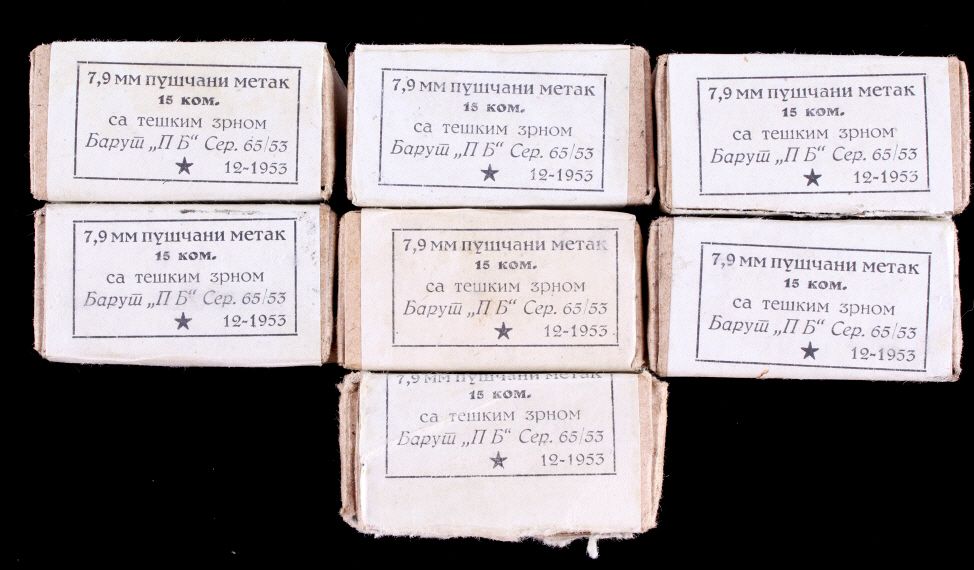 7,9 мм пушчани метак
15 ком.
са тешким зрном
Барут „П Б“ Сер. 65/53
★ 12-1953
7,9 мм пушчани метак
15 ком.
са тешким зрном
Барут „П Б“ Сер. 65/53
★ 12-1953
7,9 мм пушчани метак
15 ком.
са тешким зрном
Барут „П Б“ Сер. 65/53
★ 12-1953
7,9 мм пушчани метак
15 ком.
са тешким зрном
Барут „П Б“ Сер. 65/53
★ 12-1953
7,9 мм пушчани метак
15 ком.
са тешким зрном
Барут „П Б“ Сер. 65/53
★ 12-1953
7,9 мм пушчани метак
15 ком.
са тешким зрном
Барут „П Б“ Сер. 65/53
★ 12-1953
7,9 мм пушчани метак
15 ком.
са тешким зрном
Барут „П Б“ Сер. 65/53
★ 12-1953